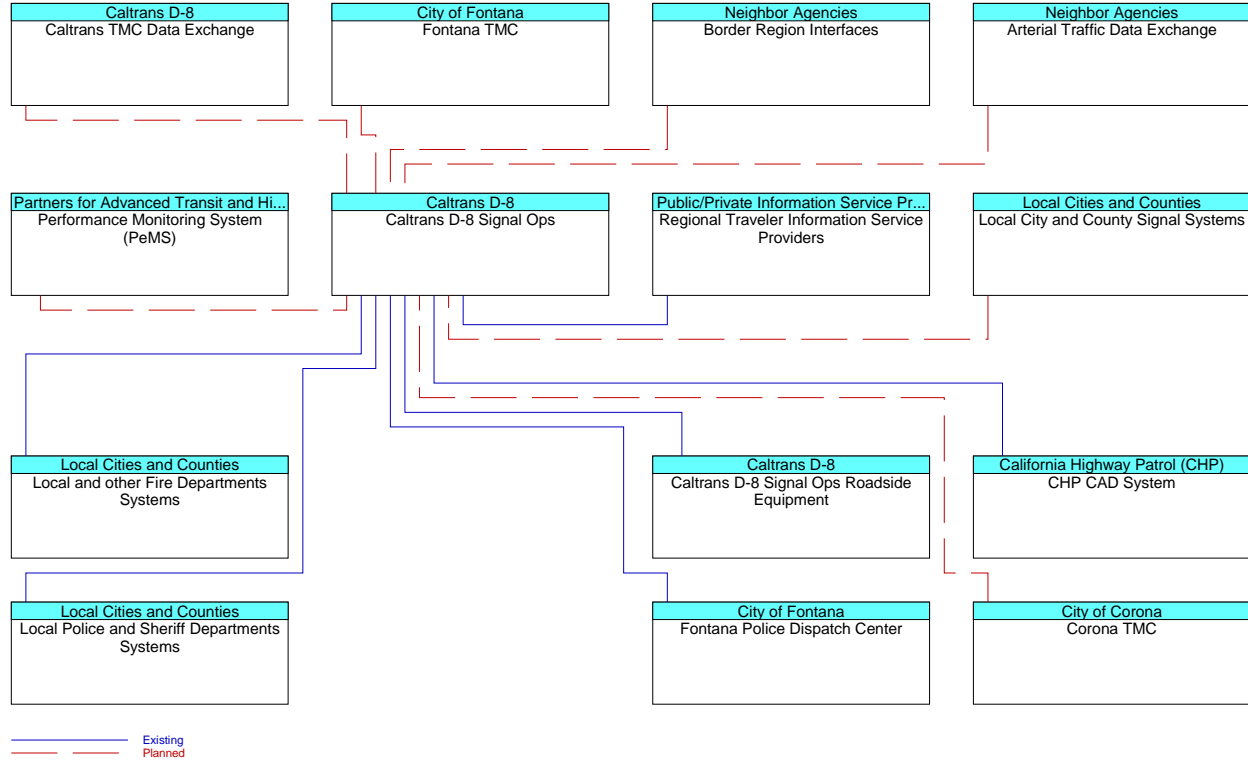 Caltrans D-8
Caltrans TMC Data Exchange
City of Fontana
Fontana TMC
Neighbor Agencies
Border Region Interfaces
Neighbor Agencies
Arterial Traffic Data Exchange
Partners for Advanced Transit and Hi...
Performance Monitoring System
(PeMS)
Caltrans D-8
Caltrans D-8 Signal Ops
Public/Private Information Service Pr...
Regional Traveler Information Service
Providers
Local Cities and Counties
Local City and County Signal Systems
Local Cities and Counties
Local and other Fire Departments
Systems
Caltrans D-8
Caltrans D-8 Signal Ops Roadside
Equipment
California Highway Patrol (CHP)
CHP CAD System
Local Cities and Counties
Local Police and Sheriff Departments
Systems
City of Fontana
Fontana Police Dispatch Center
City of Corona
Corona TMC
Existing
Planned